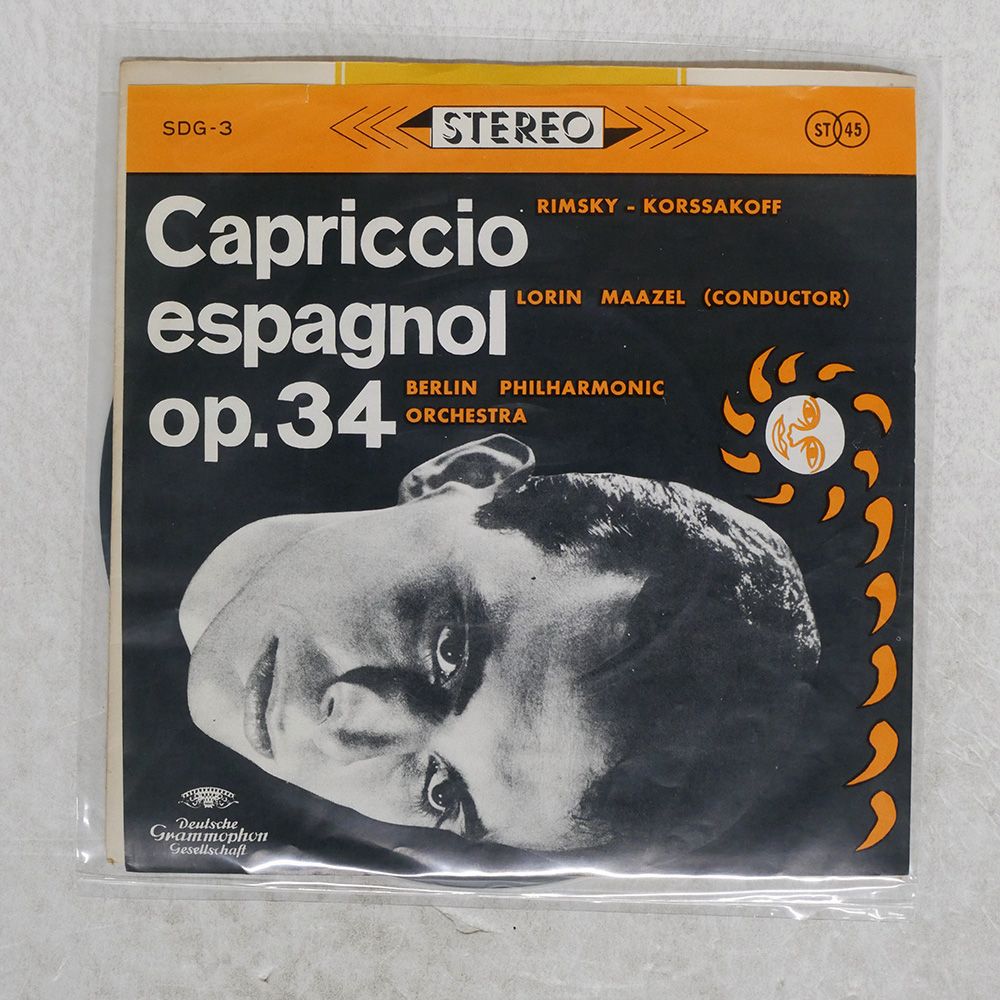 SDG-3
STEREO
ST 45
Capriccio
RIMSKY - KORSSAKOFF
espagnol
LORIN MAAZEL (CONDUCTOR)
op.34
BERLIN PHILHARMONIC
ORCHESTRA
Deutsche
Grammophon
Gesellschaft